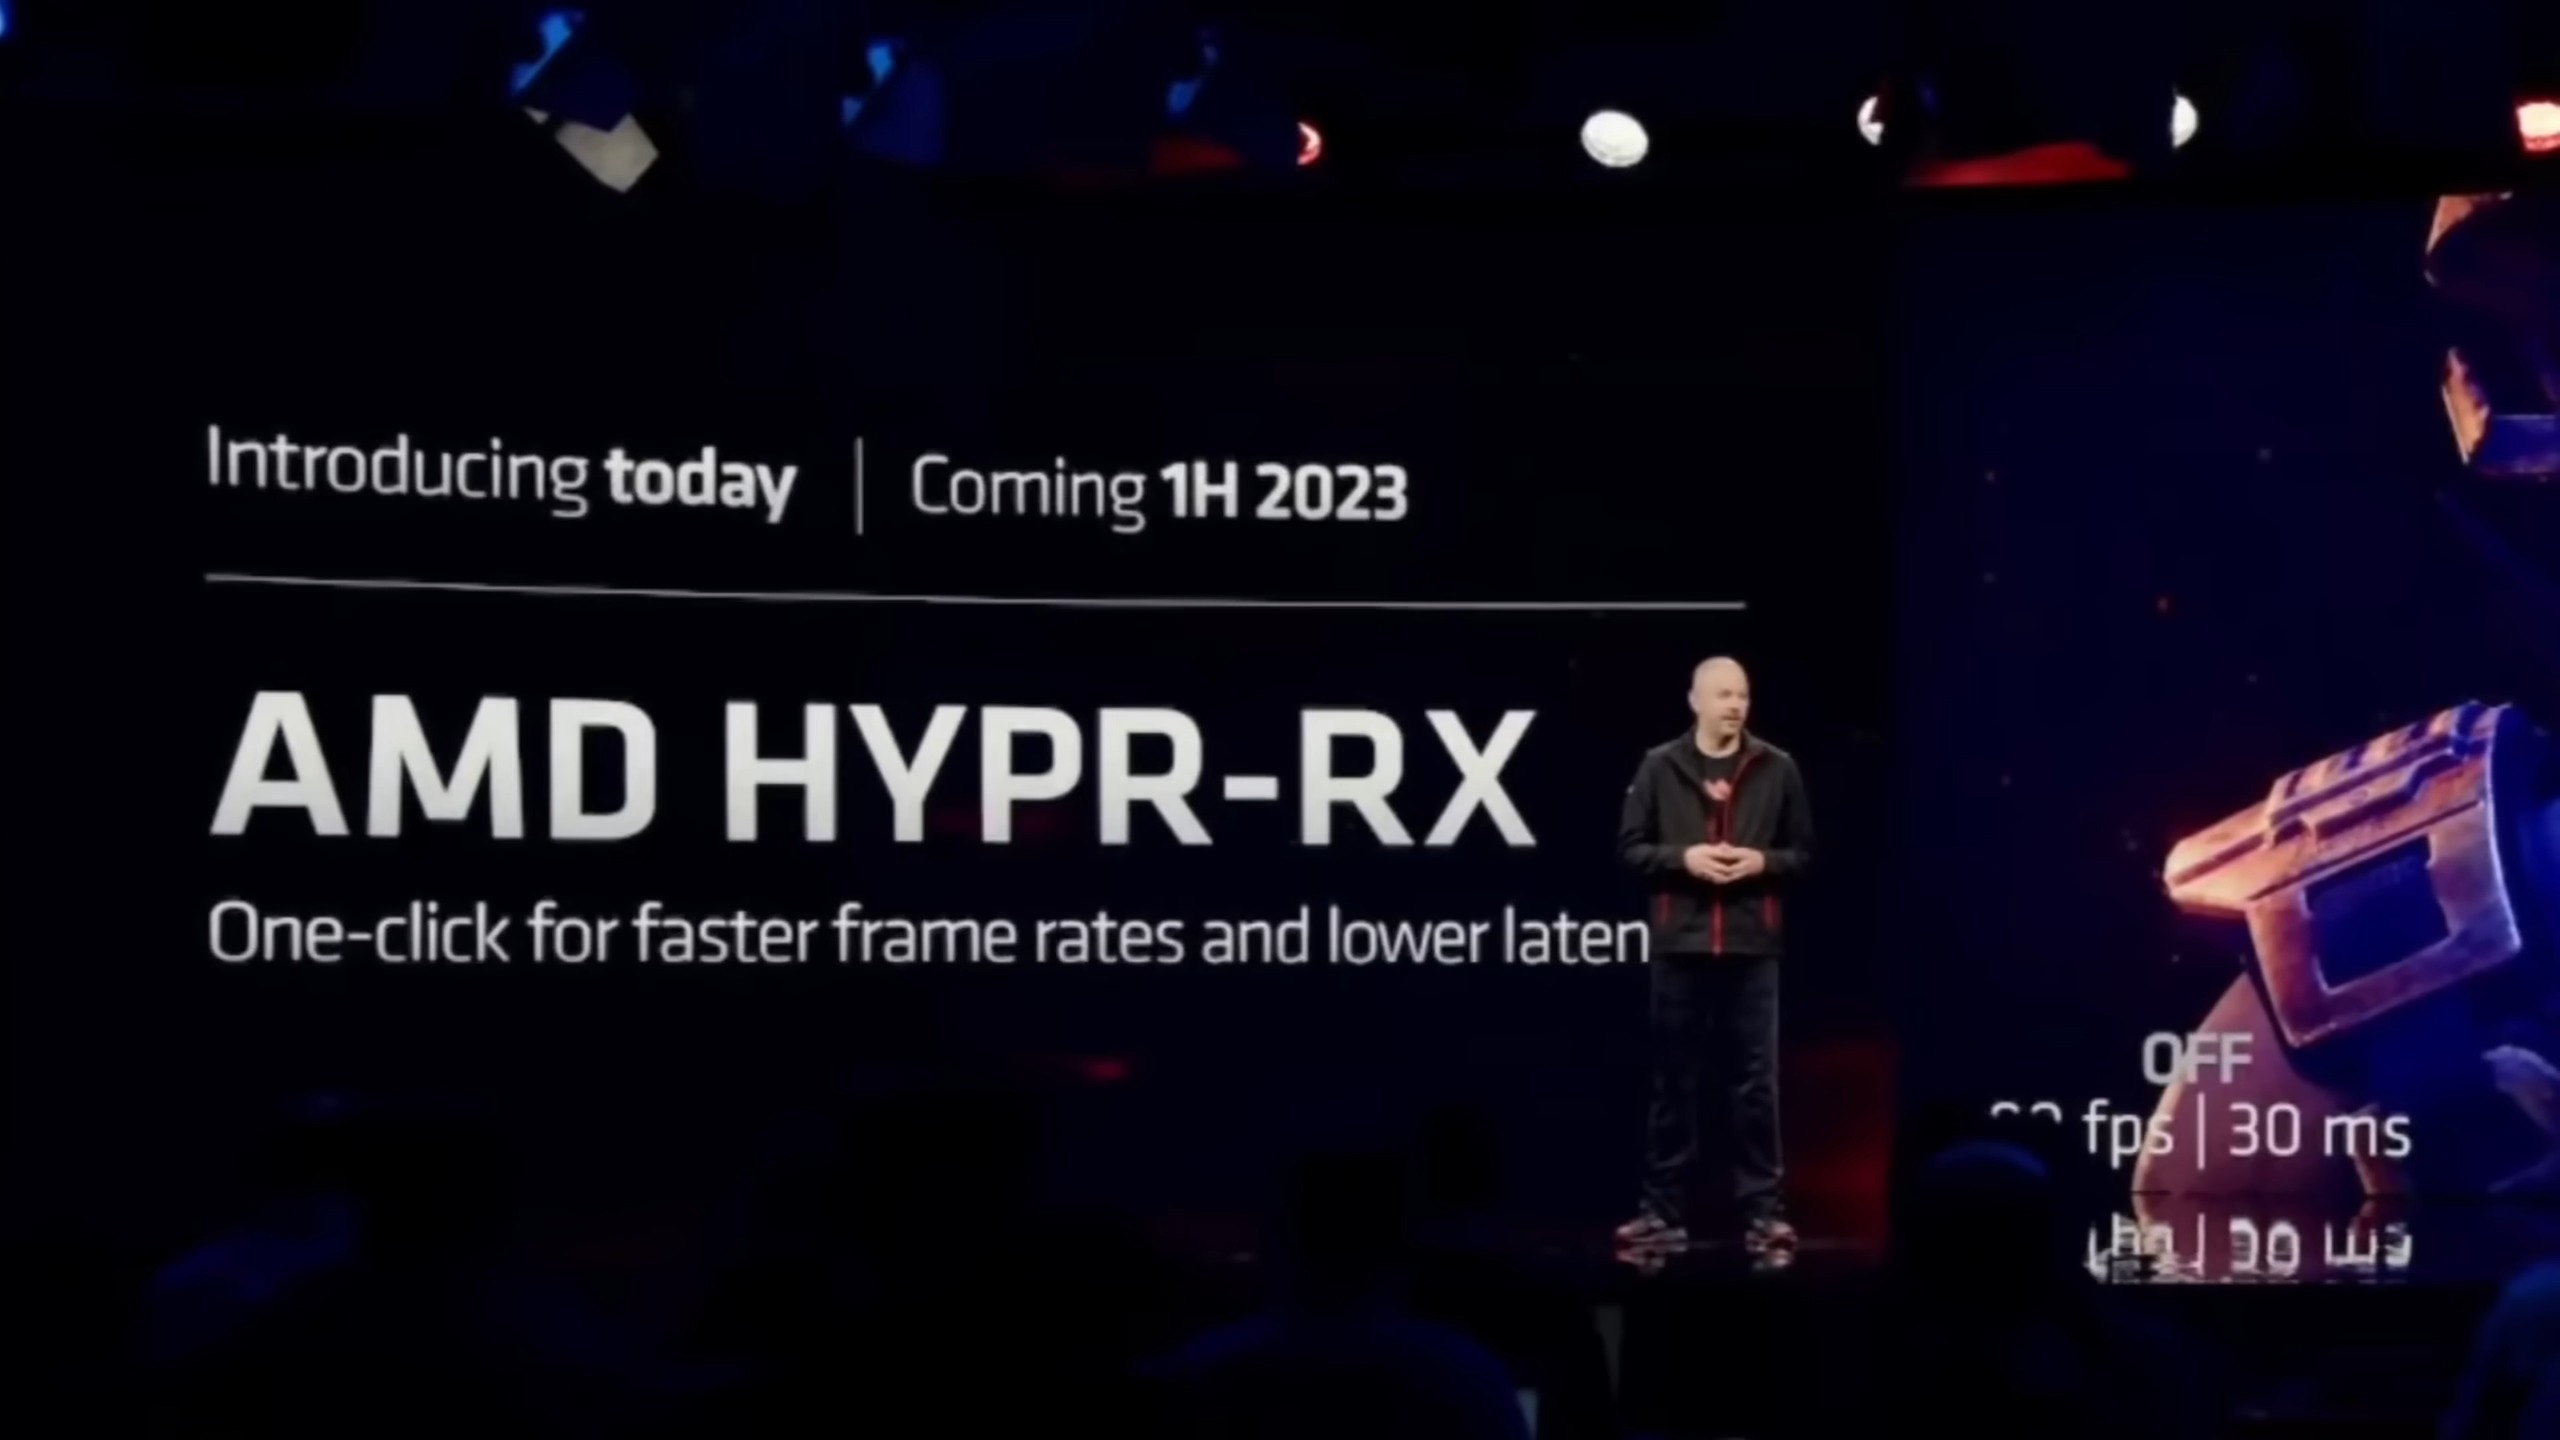 Introducing today | Coming 1H 2023
AMD HYPR-RX
One-click for faster frame rates and lower laten
OFF
fps | 30 ms